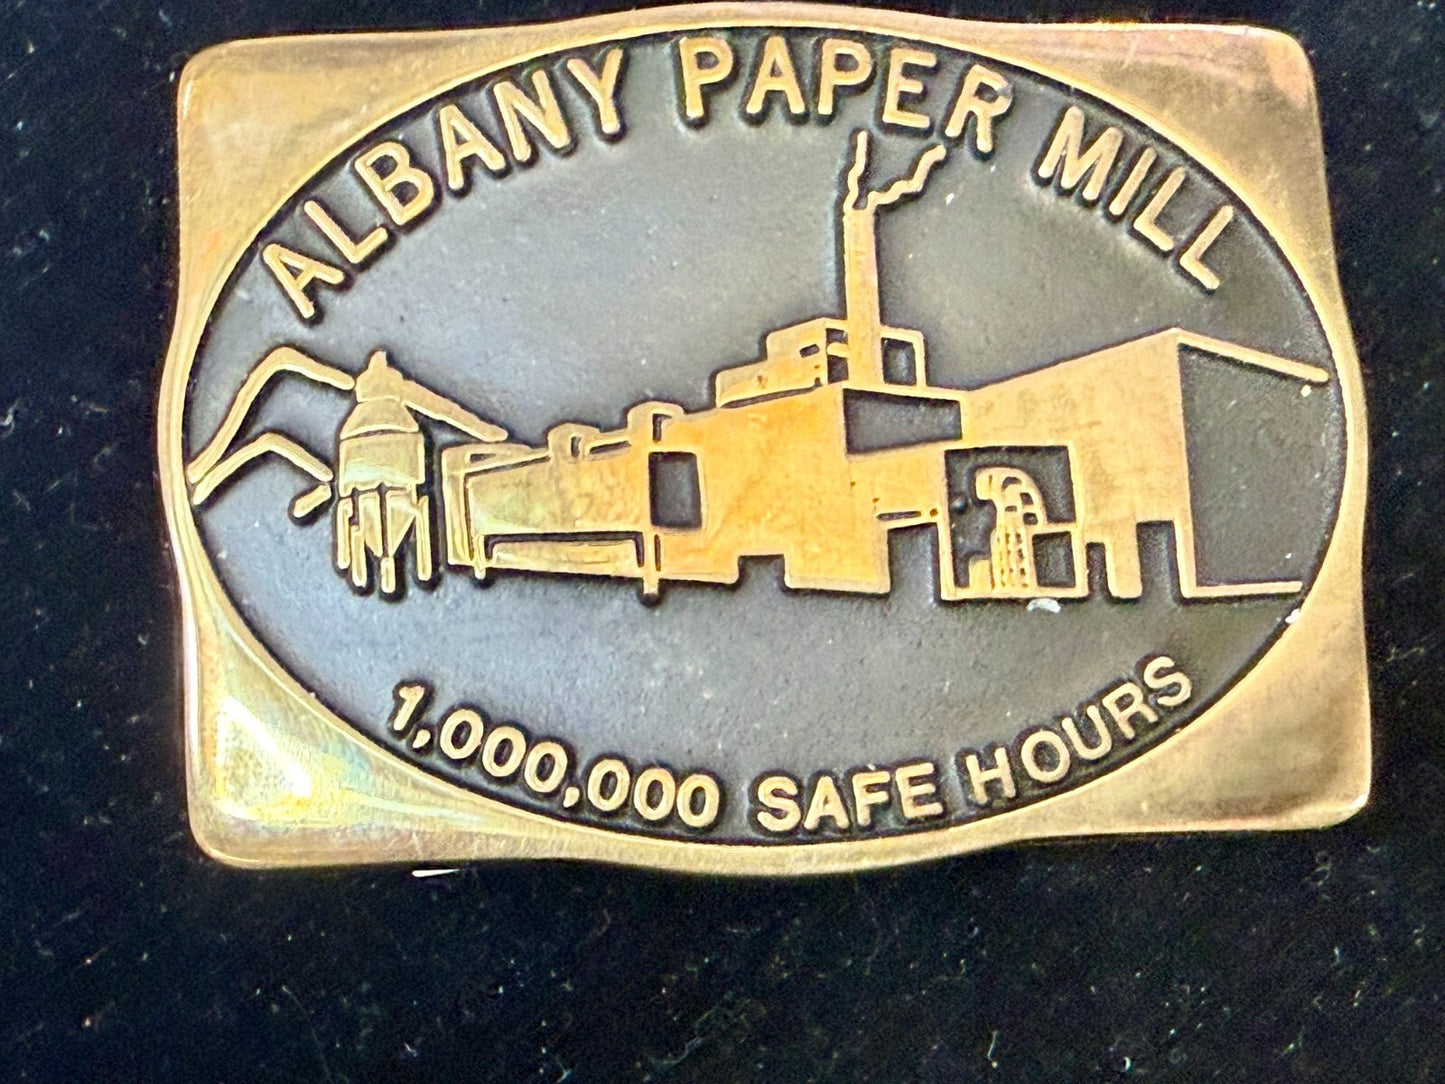 ALBANY PAPER MILL
1,000,000 SAFE HOURS